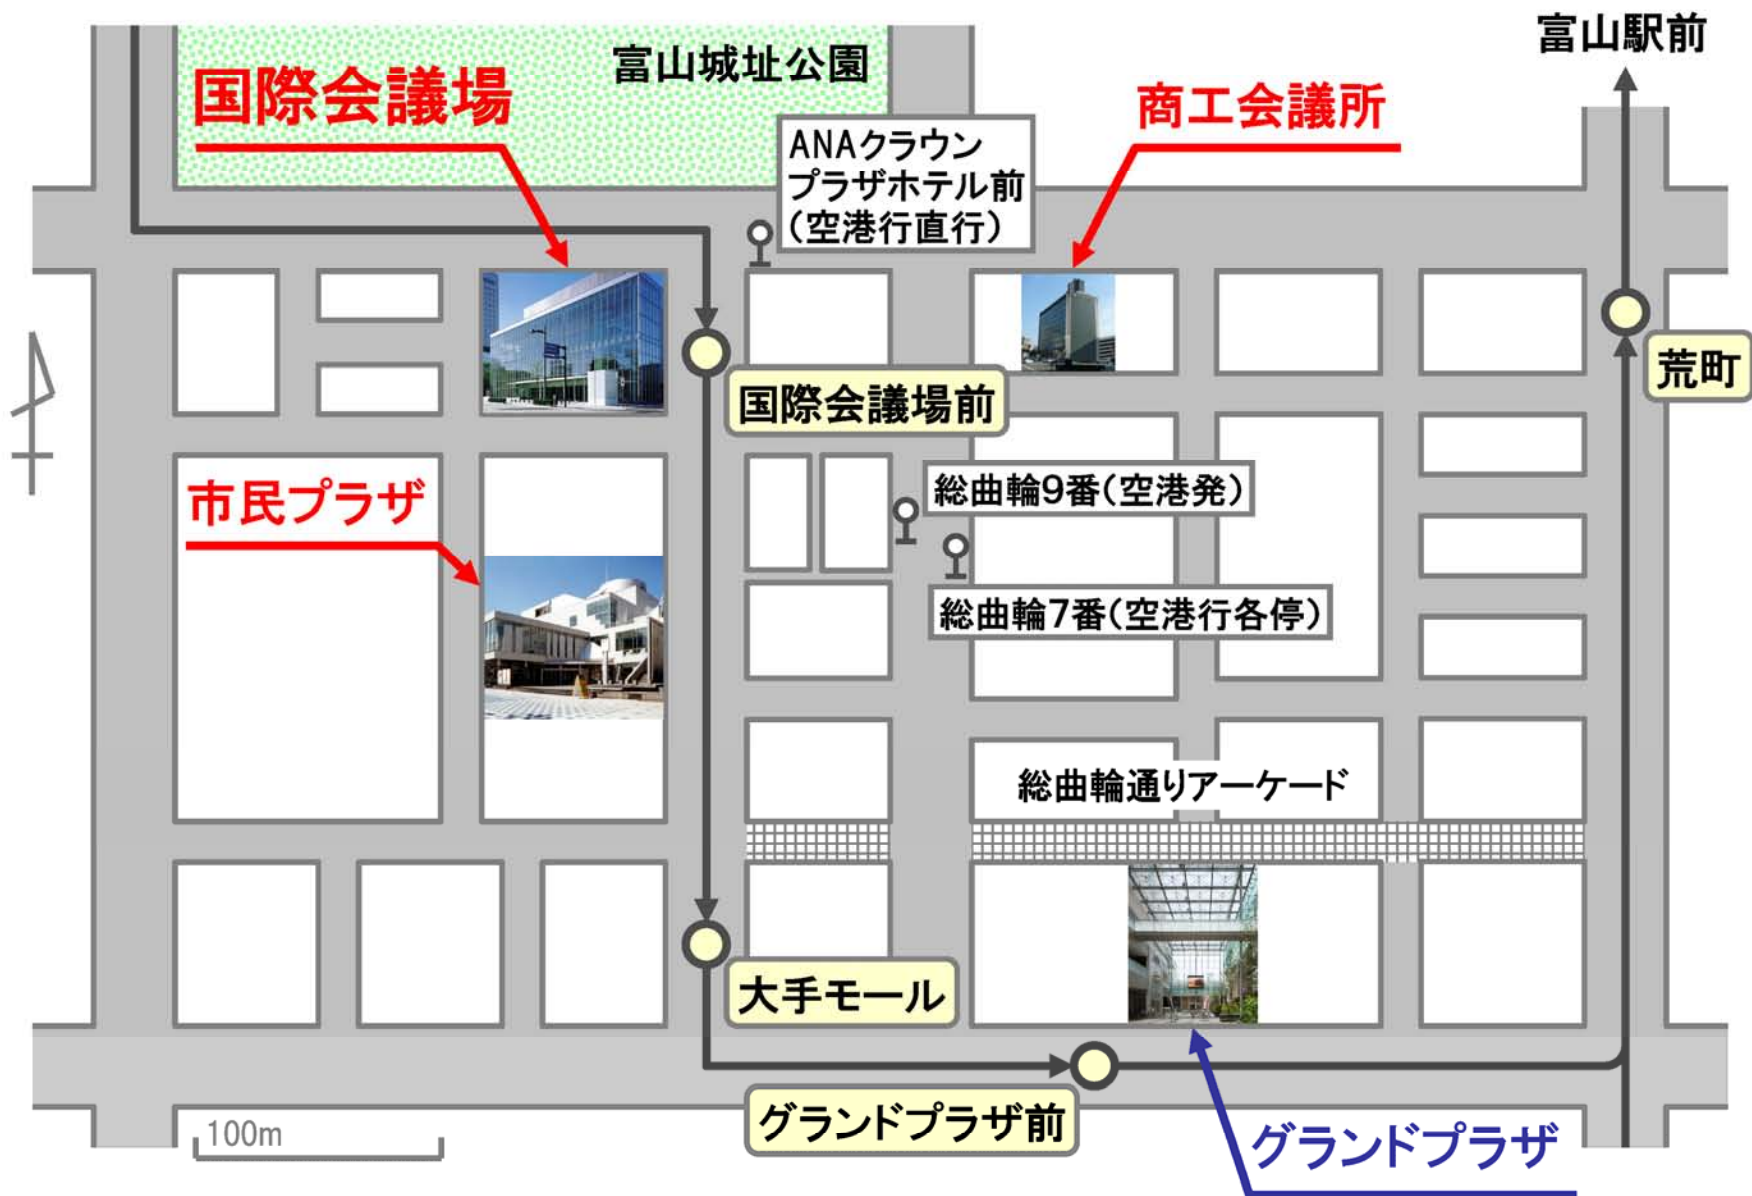 富山駅前
富山城址公園
国際会議場
商工会議所
ANAクラウン
プラザホテル前
(空港行直行)
荒町
国際会議場前
総曲輪9番(空港発)
市民プラザ
総曲輪7番(空港行各停)
総曲輪通りアーケード
大手モール
グランドプラザ前
100m
グランドプラザ